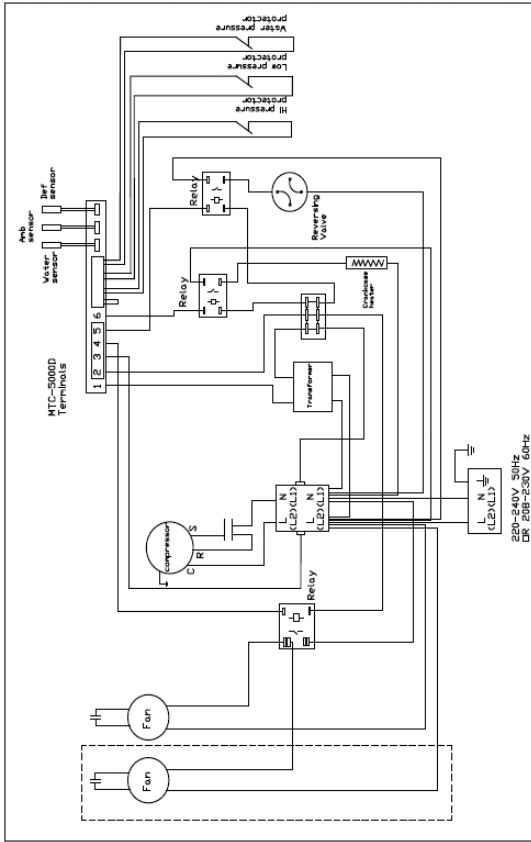 Water pressure
protector
Low pressure
protector
HI pressure
protector
Def
sensor
Amb
sensor
Water
sensor
MTC-5000D
Terminals
1 2 3 4 5 6
Relay
Reversing
Valve
Relay
Crankcase
heater
Transformer
compressor
S
R
C
N
(L2)(L1)
L
N
(L2)(L1)
L
Relay
Fan
Fan
N
L
(L2)(L1)
220-240V 50Hz
OR 208-230V 60Hz